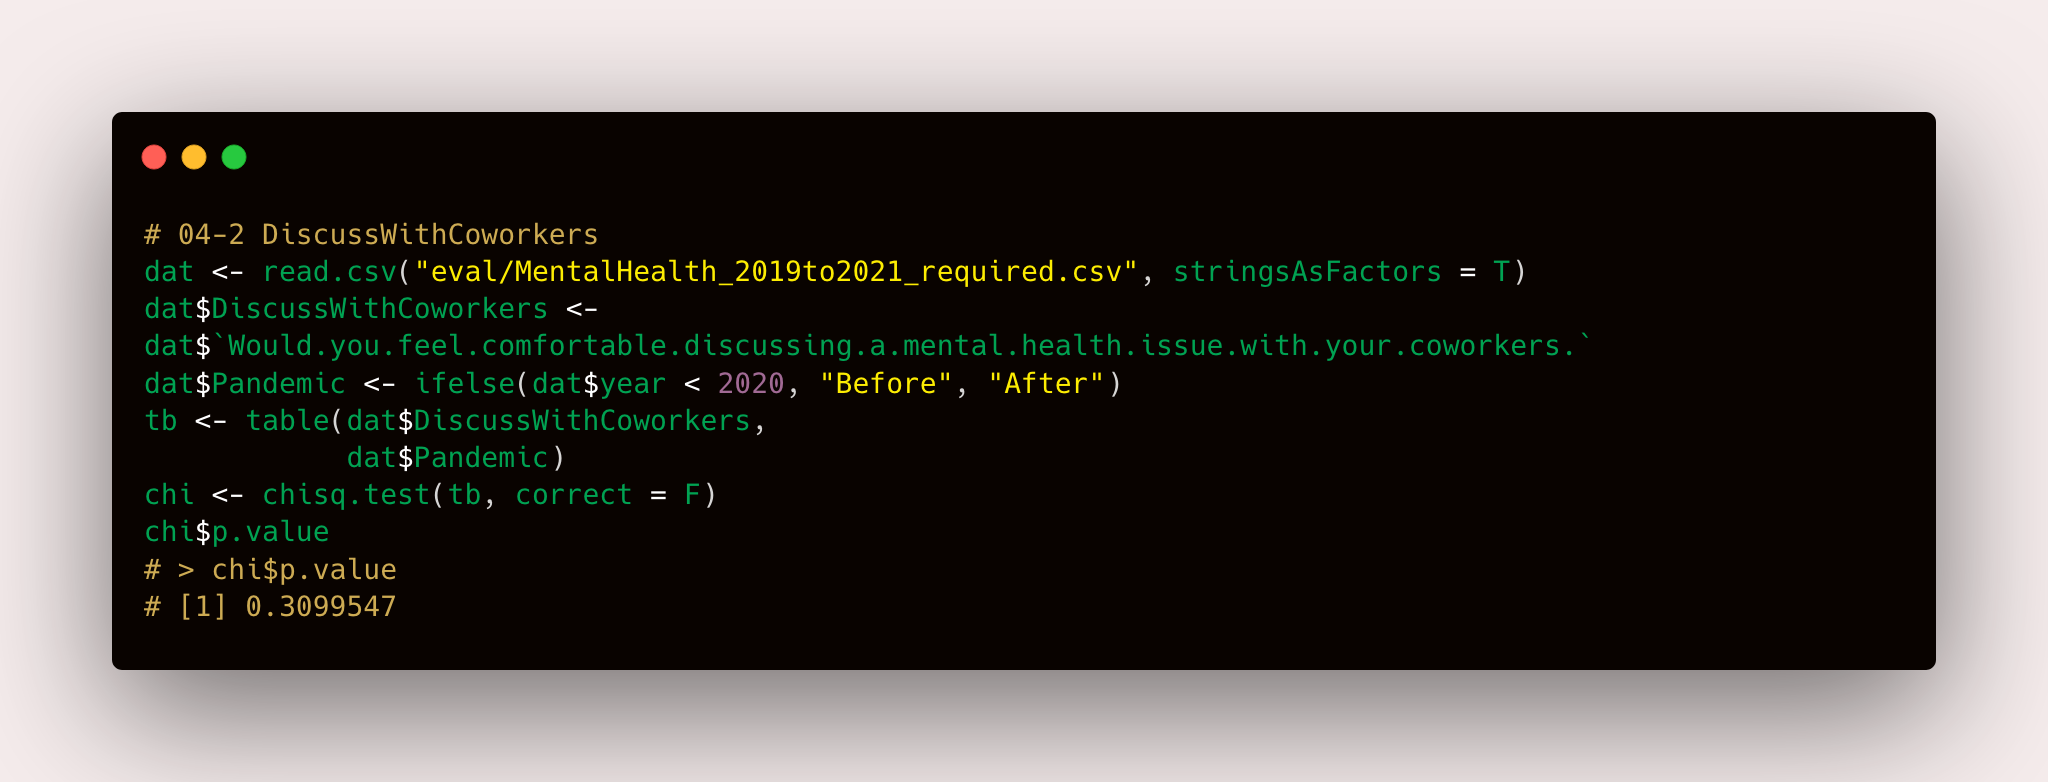 # 04-2 DiscussWithCoworkers
dat <- read.csv("eval/MentalHealth_2019to2021_required.csv", stringsAsFactors = T)
dat$DiscussWithCoworkers <-
dat$`Would.you.feel.comfortable.discussing.a.mental.health.issue.with.your.coworkers.`
dat$Pandemic <- ifelse(dat$year < 2020, "Before", "After")
tb <- table(dat$DiscussWithCoworkers,
            dat$Pandemic)
chi <- chisq.test(tb, correct = F)
chi$p.value
# > chi$p.value
# [1] 0.3099547